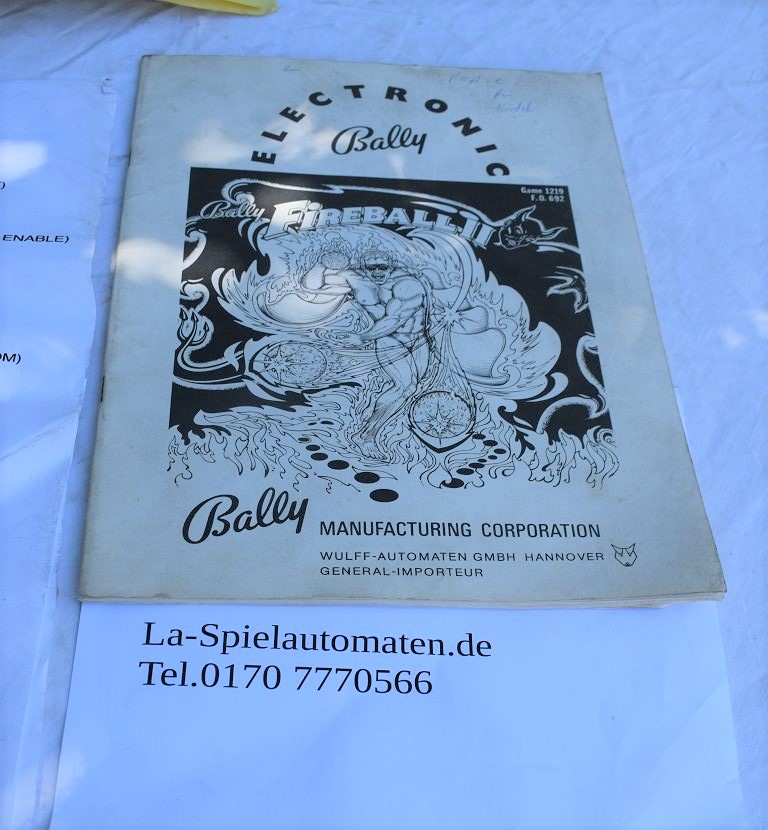 ENABLE)
OM)
ELECTRONIC
Bally
Game 1219
F.O. 692
Bally FIREBALL II
Bally MANUFACTURING CORPORATION
WULFF-AUTOMATEN GMBH HANNOVER
GENERAL-IMPORTEUR
La-Spielautomaten.de
Tel.0170 7770566